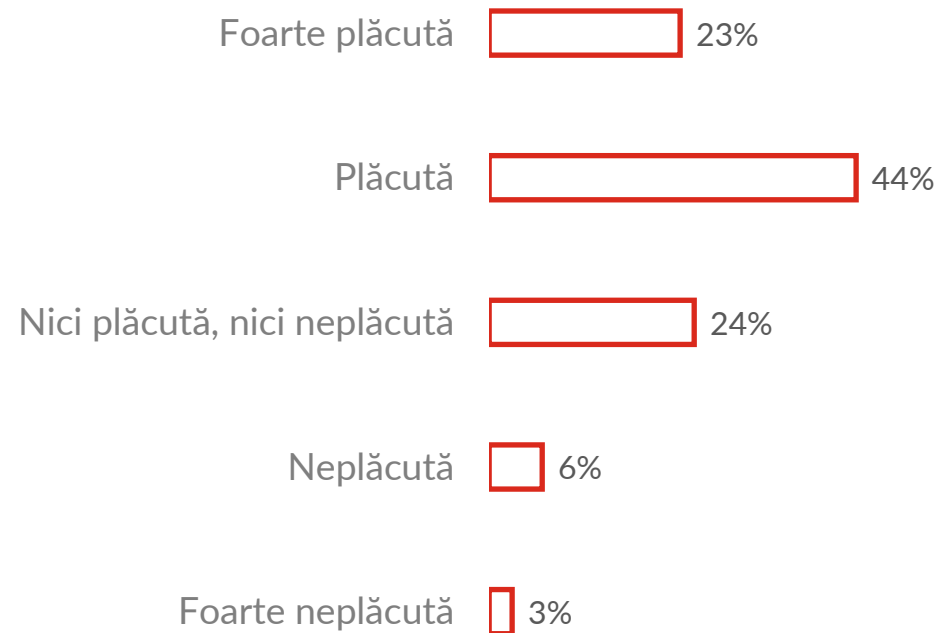 Foarte plăcută 23%
Plăcută 44%
Nici plăcută, nici neplăcută 24%
Neplăcută 6%
Foarte neplăcută 3%